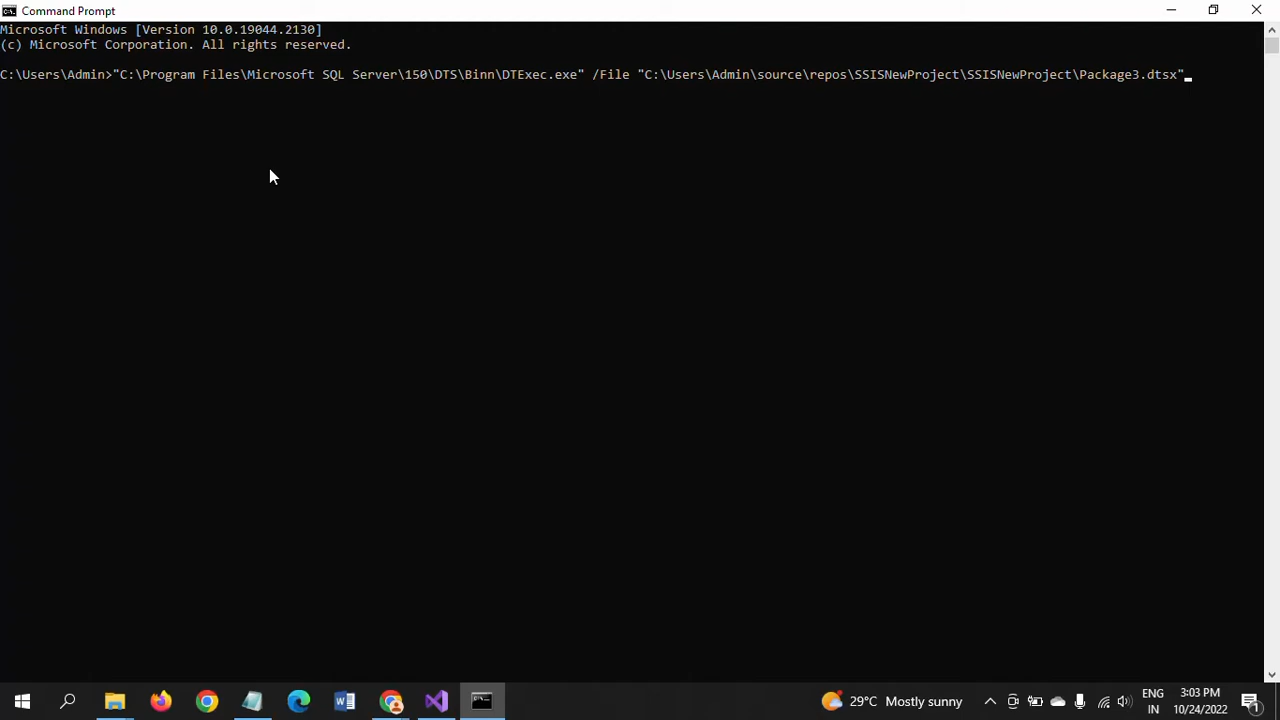 Command Prompt
Microsoft Windows [Version 10.0.19044.2130]
(c) Microsoft Corporation. All rights reserved.
C:\Users\Admin>"C:\Program Files\Microsoft SQL Server\150\DTS\Binn\DTExec.exe" /File "C:\Users\Admin\source\repos\SSISNewProject\SSISNewProject\Package3.dtsx"
29°C Mostly sunny
ENG
IN
3:03 PM
10/24/2022
1